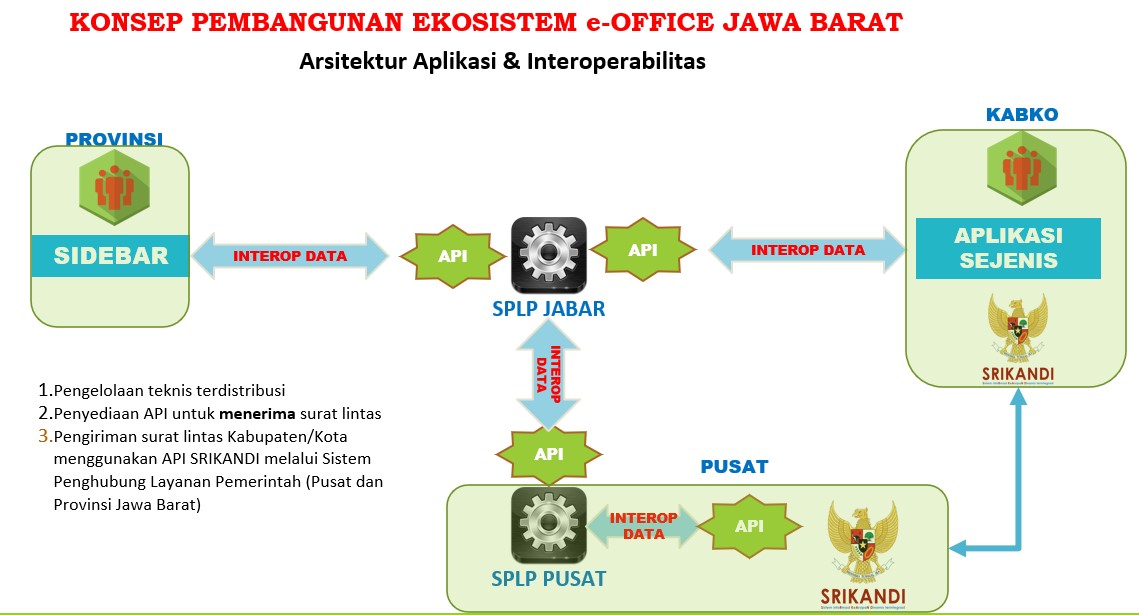 KONSEP PEMBANGUNAN EKOSISTEM e-OFFICE JAWA BARAT
Arsitektur Aplikasi & Interoperabilitas
PROVINSI
SIDEBAR
INTEROP DATA
API
SPLP JABAR
API
INTEROP DATA
KABKO
APLIKASI
SEJENIS
SRIKANDI
INTEROP
DATA
1.Pengelolaan teknis terdistribusi
2.Penyediaan API untuk menerima surat lintas
3.Pengiriman surat lintas Kabupaten/Kota
menggunakan API SRIKANDI melalui Sistem
Penghubung Layanan Pemerintah (Pusat dan
Provinsi Jawa Barat)
API
PUSAT
SPLP PUSAT
INTEROP
DATA
API
SRIKANDI